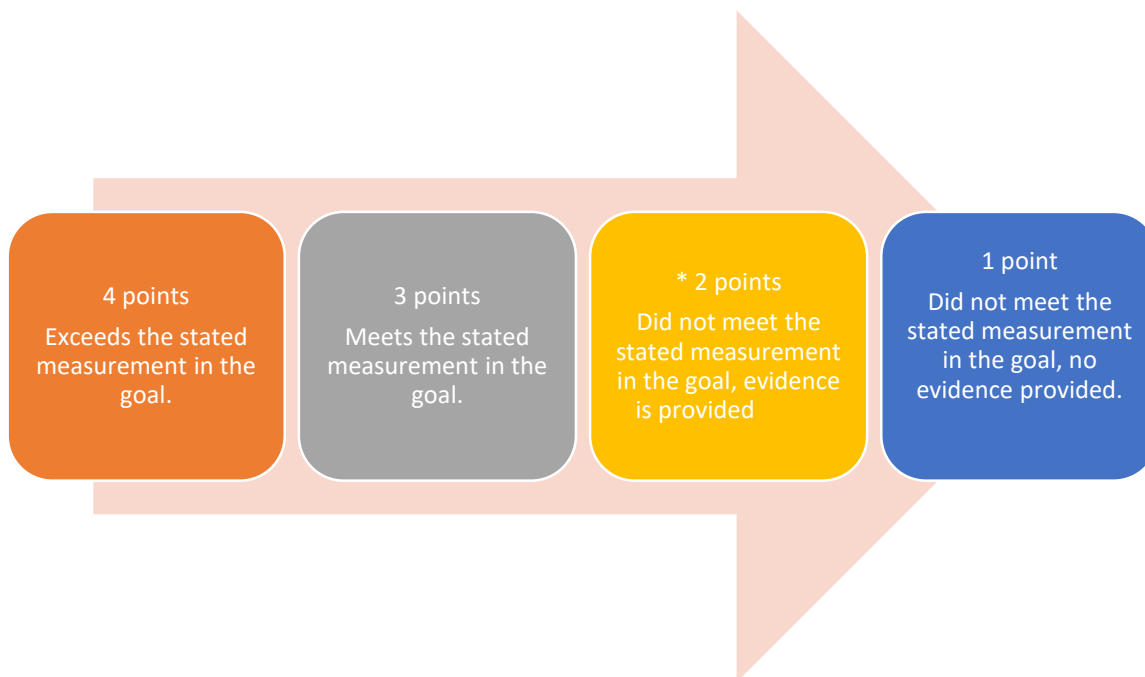 4 points
Exceeds the stated
measurement in the
goal.
3 points
Meets the stated
measurement in the
goal.
* 2 points
Did not meet the
stated measurement
in the goal, evidence
is provided
1 point
Did not meet the
stated measurement
in the goal, no
evidence provided.